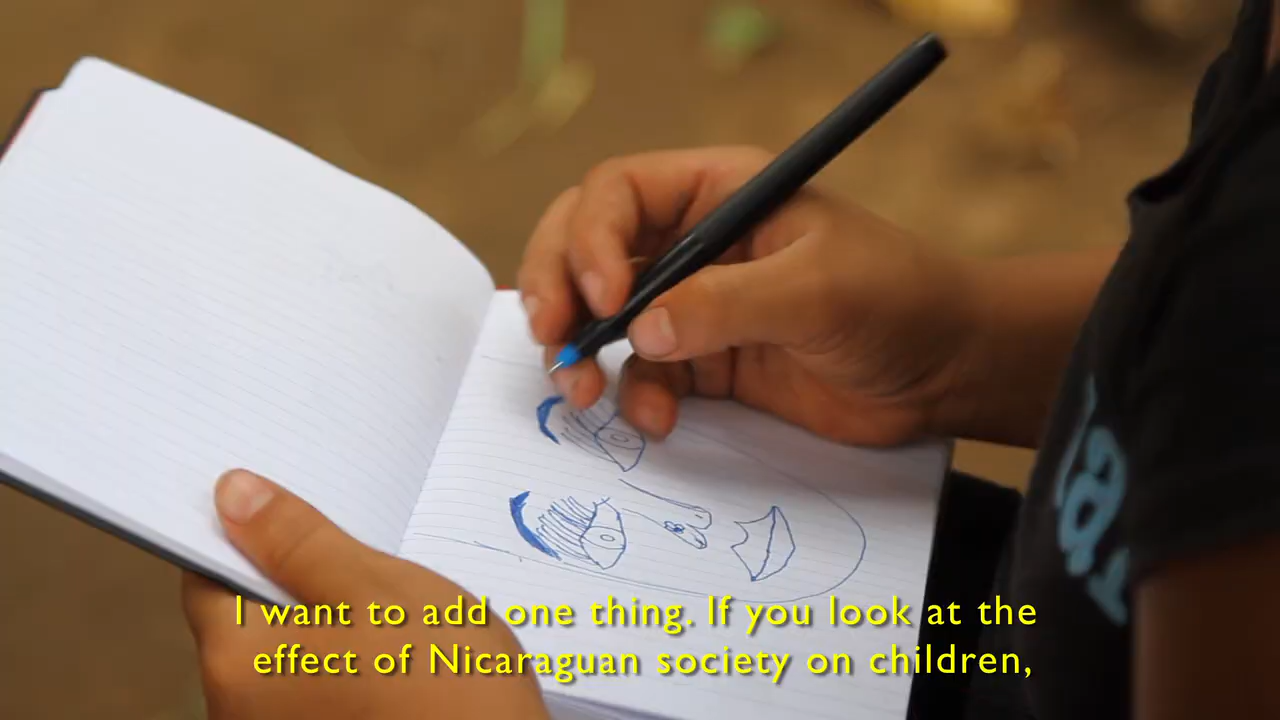 I want to add one thing. If you look at the
effect of Nicaraguan society on children,